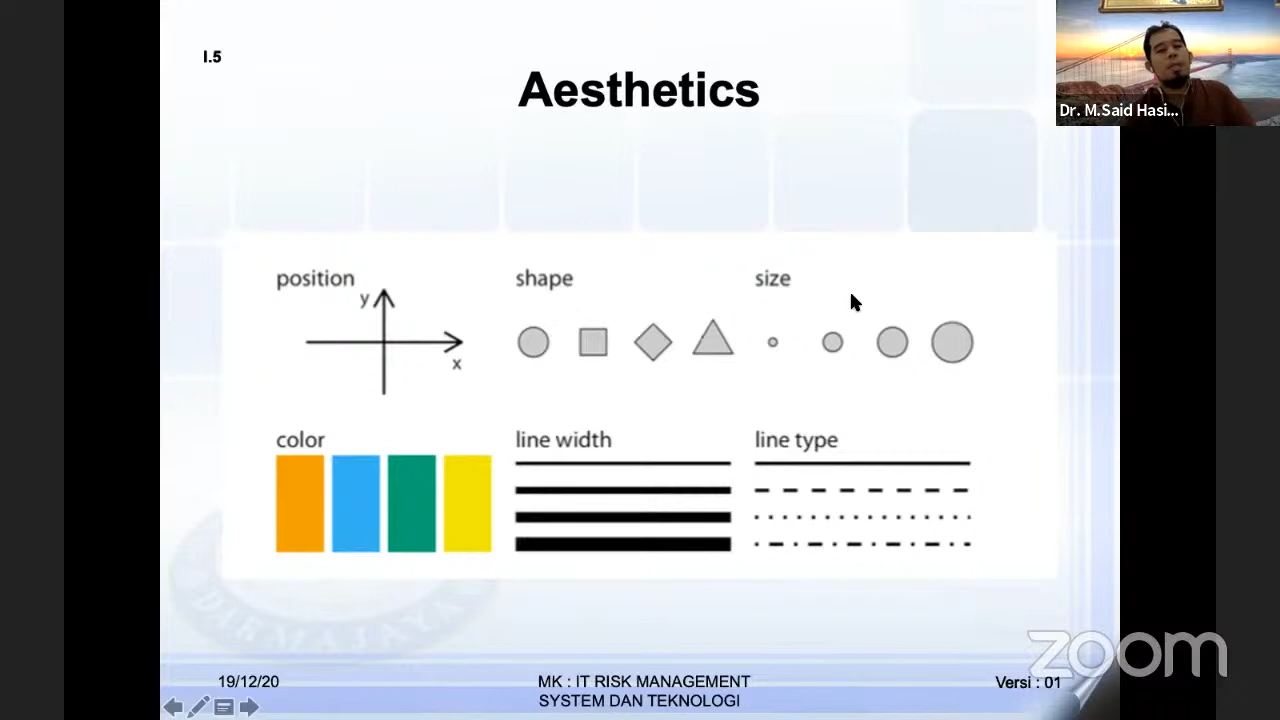 I.5
Aesthetics
Dr. M.Said Hasi...
position
shape
size
y
x
color
line width
line type
DARMAJAYA
zoom
19/12/20
MK : IT RISK MANAGEMENT
SYSTEM DAN TEKNOLOGI
Versi : 01